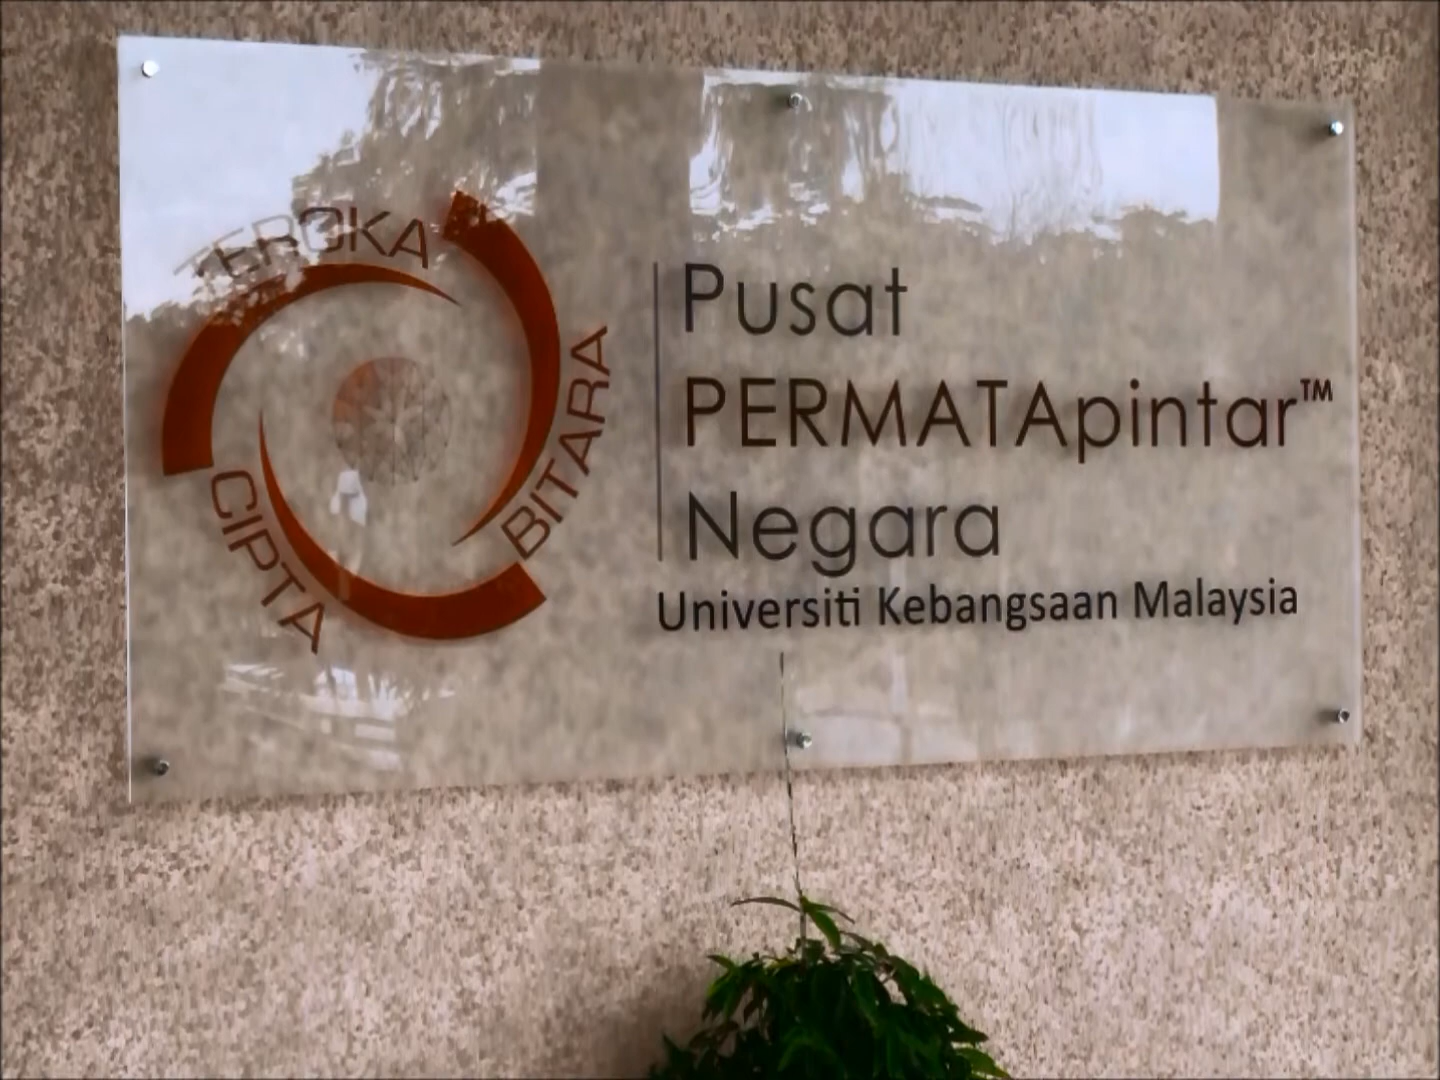 TEROKA
BITARA
CIPTA
Pusat
PERMATApintar™
Negara
Universiti Kebangsaan Malaysia